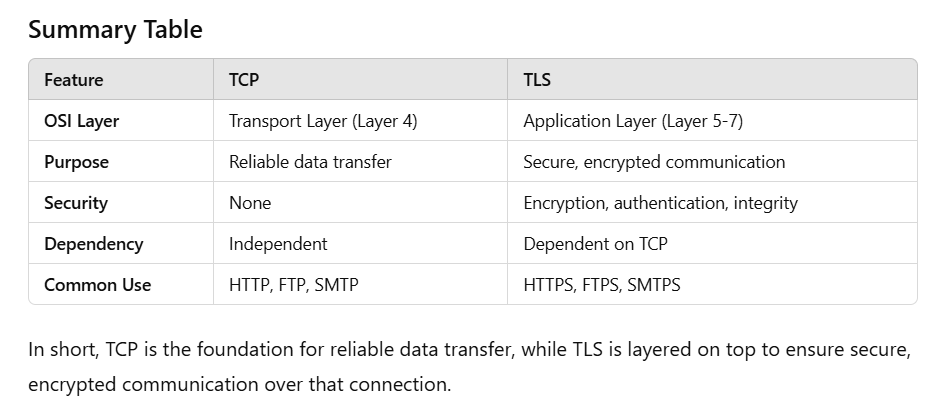 Summary Table
Feature TCP TLS
OSI Layer Transport Layer (Layer 4) Application Layer (Layer 5-7)
Purpose Reliable data transfer Secure, encrypted communication
Security None Encryption, authentication, integrity
Dependency Independent Dependent on TCP
Common Use HTTP, FTP, SMTP HTTPS, FTPS, SMTPS
In short, TCP is the foundation for reliable data transfer, while TLS is layered on top to ensure secure,
encrypted communication over that connection.